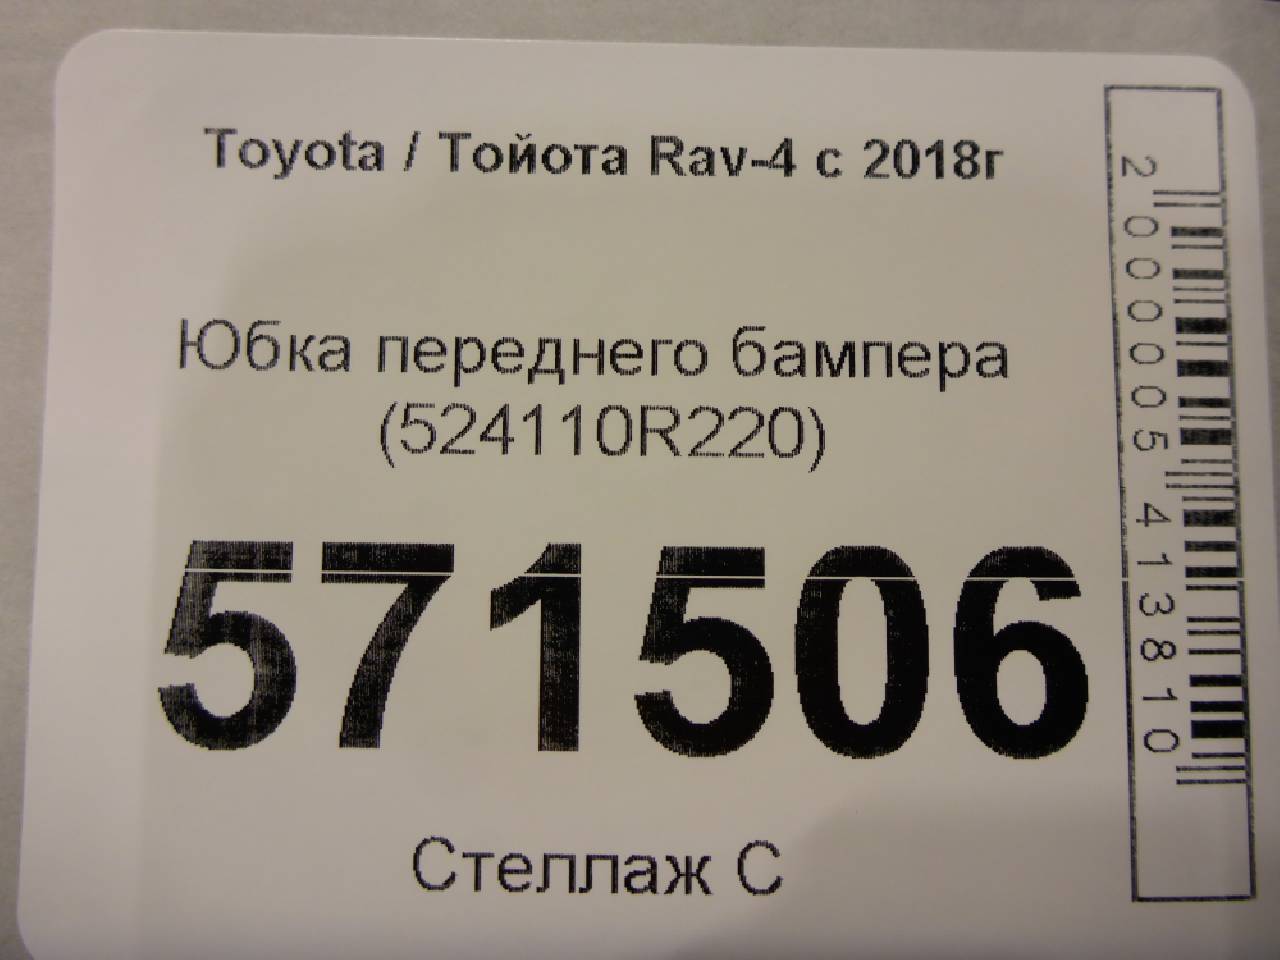 Toyota / Тойота Rav-4 с 2018г
Юбка переднего бампера
(524110R220)
571506
Стеллаж С
2000005413810